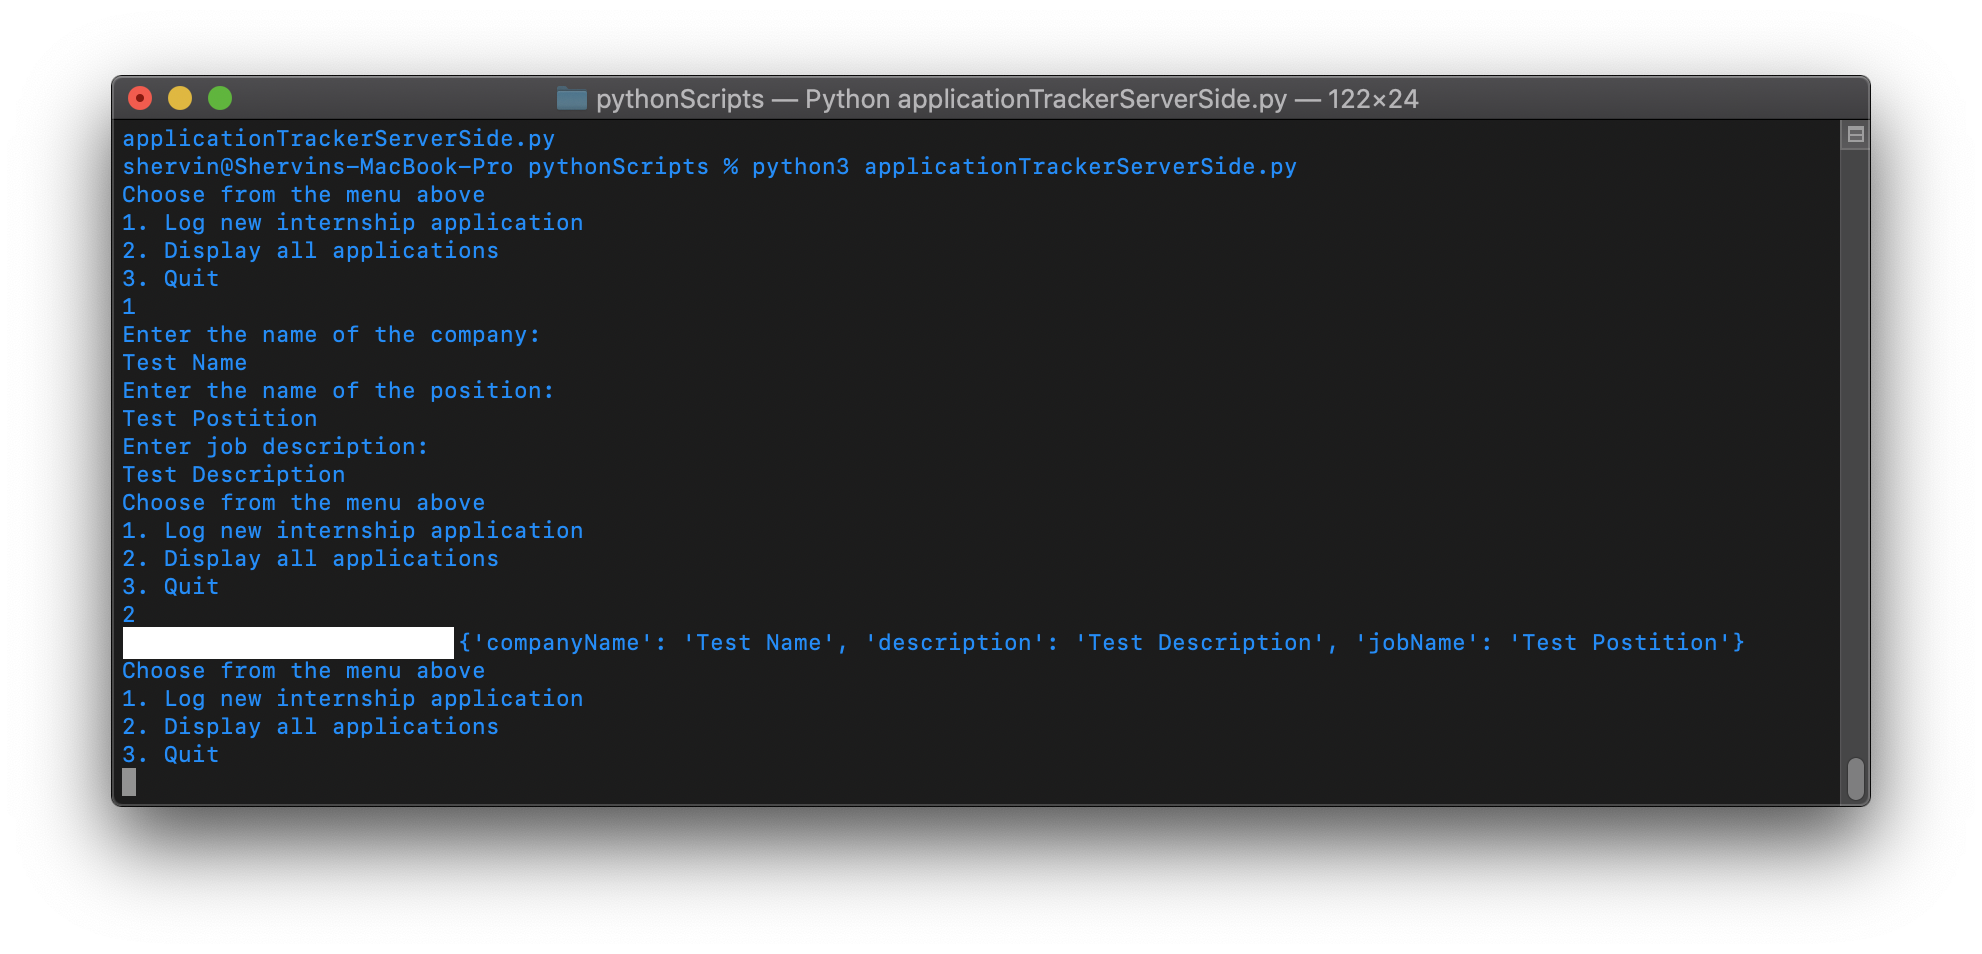 pythonScripts — Python applicationTrackerServerSide.py — 122×24
applicationTrackerServerSide.py
shervin@Shervins-MacBook-Pro pythonScripts % python3 applicationTrackerServerSide.py
Choose from the menu above
1. Log new internship application
2. Display all applications
3. Quit
1
Enter the name of the company:
Test Name
Enter the name of the position:
Test Postition
Enter job description:
Test Description
Choose from the menu above
1. Log new internship application
2. Display all applications
3. Quit
2
{'companyName': 'Test Name', 'description': 'Test Description', 'jobName': 'Test Postition'}
Choose from the menu above
1. Log new internship application
2. Display all applications
3. Quit